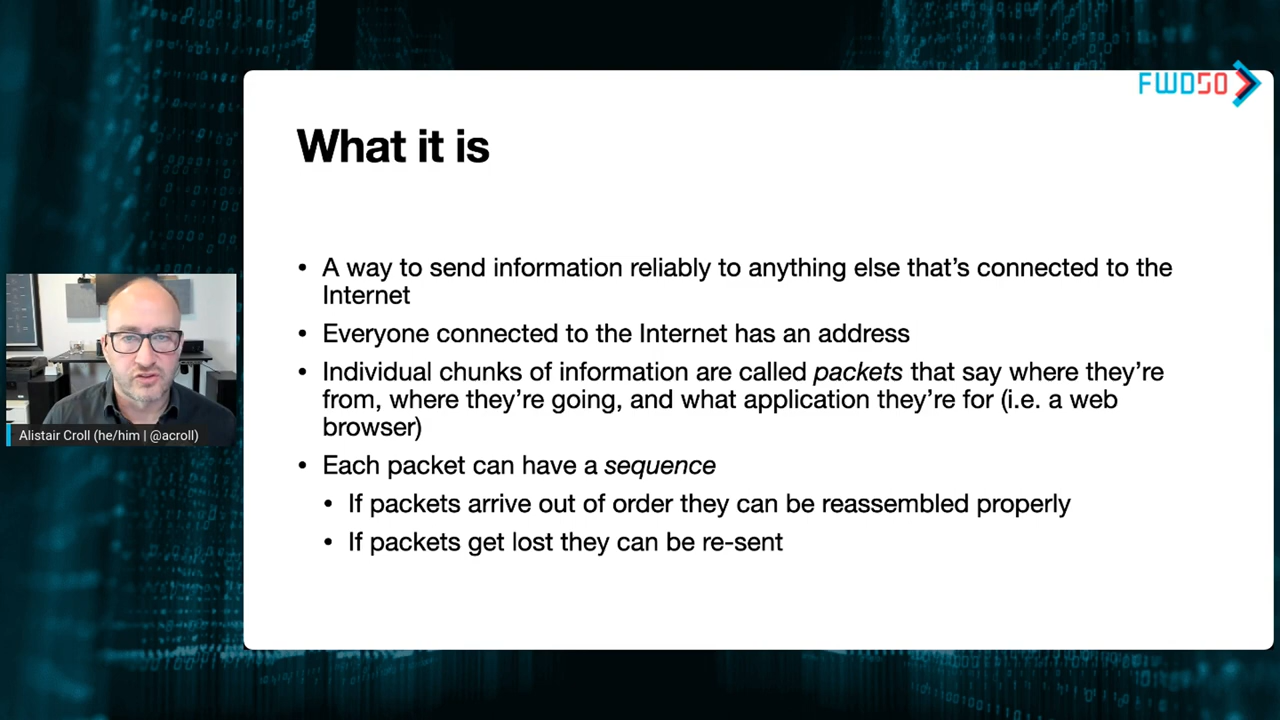 FWD50
What it is
• A way to send information reliably to anything else that's connected to the
Internet
• Everyone connected to the Internet has an address
• Individual chunks of information are called packets that say where they're
from, where they're going, and what application they're for (i.e. a web
browser)
• Each packet can have a sequence
• If packets arrive out of order they can be reassembled properly
• If packets get lost they can be re-sent
Alistair Croll (he/him | @acroll)